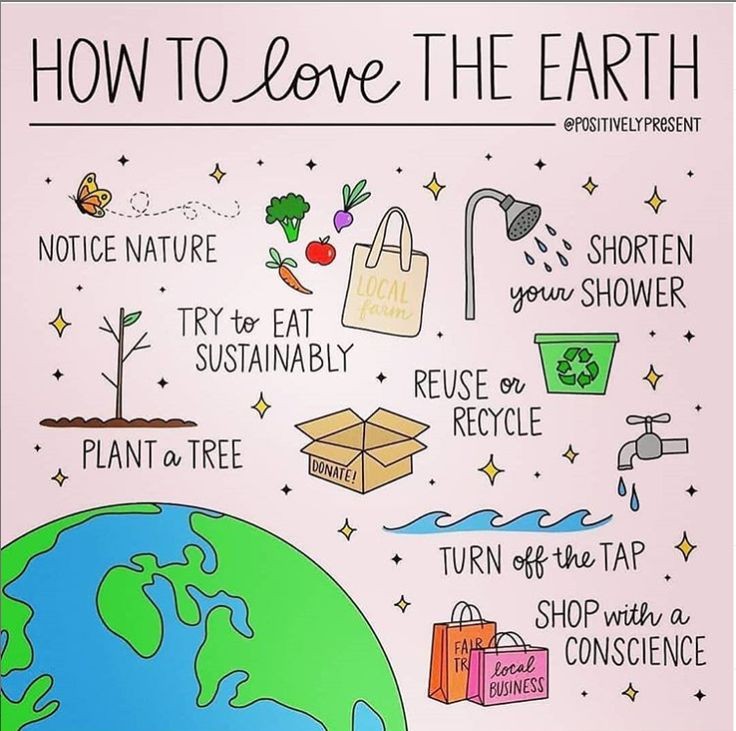 HOW TO love THE EARTH
@POSITIVELYPRESENT
NOTICE NATURE
LOCAL
farm
TRY to EAT
SUSTAINABLY
SHORTEN
your SHOWER
REUSE or
RECYCLE
PLANT a TREE
DONATE!
TURN off the TAP
SHOP with a
CONSCIENCE
FAIR
TR
local
BUSINESS